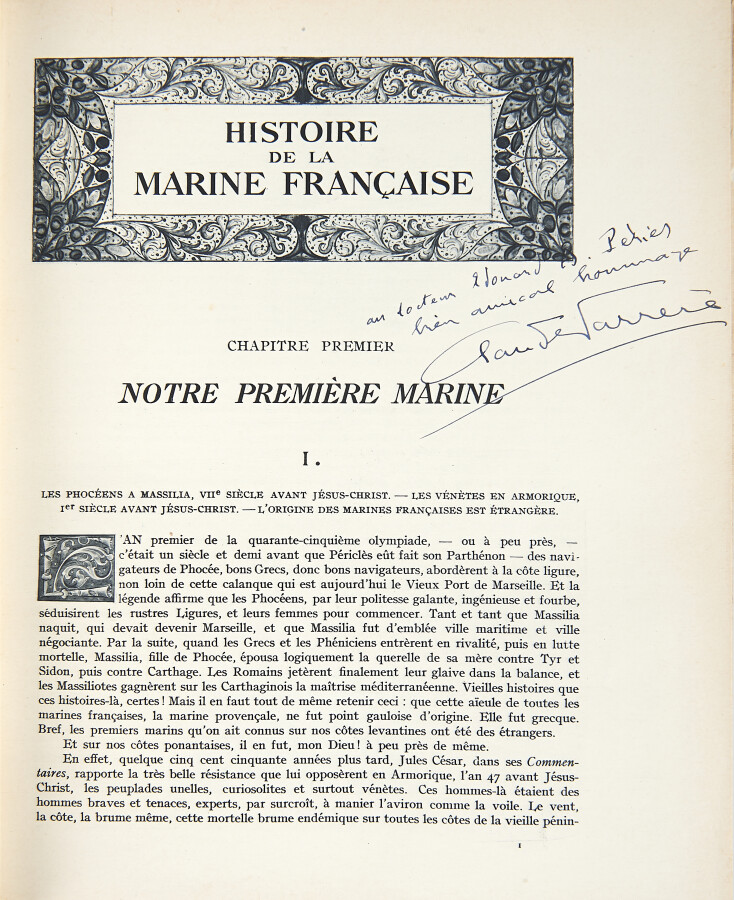 HISTOIRE
DE LA
MARINE FRANÇAISE
au docteur Edouard
bien amical hommage
Claude Farrère
CHAPITRE PREMIER
NOTRE PREMIÈRE MARINE
I.
LES PHOCÉENS A MASSILIA, VIIe SIÈCLE AVANT JÉSUS-CHRIST. — LES VÉNÈTES EN ARMORIQUE,
Ier SIÈCLE AVANT JÉSUS-CHRIST. — L'ORIGINE DES MARINES FRANÇAISES EST ÉTRANGÈRE.
L'AN premier de la quarante-cinquième olympiade, — ou à peu près, —
c'était un siècle et demi avant que Périclès eût fait son Parthénon — des navi-
gateurs de Phocée, bons Grecs, donc bons navigateurs, abordèrent à la côte ligure,
non loin de cette calanque qui est aujourd'hui le Vieux Port de Marseille. Et la
légende affirme que les Phocéens, par leur politesse galante, ingénieuse et fourbe,
séduisirent les rustres Ligures, et leurs femmes pour commencer. Tant et tant que Massilia
naquit, qui devait devenir Marseille, et que Massilia fut d'emblée ville maritime et ville
négociante. Par la suite, quand les Grecs et les Phéniciens entrèrent en rivalité, puis en lutte
mortelle, Massilia, fille de Phocée, épousa logiquement la querelle de sa mère contre Tyr et
Sidon, puis contre Carthage. Les Romains jetèrent finalement leur glaive dans la balance, et
les Massiliotes gagnèrent sur les Carthaginois la maîtrise méditerranéenne. Vieilles histoires que
ces histoires-là, certes ! Mais il en faut tout de même retenir ceci : que cette aïeule de toutes les
marines françaises, la marine provençale, ne fut point gauloise d'origine. Elle fut grecque.
Bref, les premiers marins qu'on ait connus sur nos côtes levantines ont été des étrangers.
Et sur nos côtes ponantaises, il en fut, mon Dieu ! à peu près de même.
En effet, quelque cinq cent cinquante années plus tard, Jules César, dans ses Commen-
taires, rapporte la très belle résistance que lui opposèrent en Armorique, l'an 47 avant Jésus-
Christ, les peuplades unelles, curiosolites et surtout vénètes. Ces hommes-là étaient des
hommes braves et tenaces, experts, par surcroît, à manier l'aviron comme la voile. Le vent,
la côte, la brume même, cette mortelle brume endémique sur toutes les côtes de la vieille pénin-
1